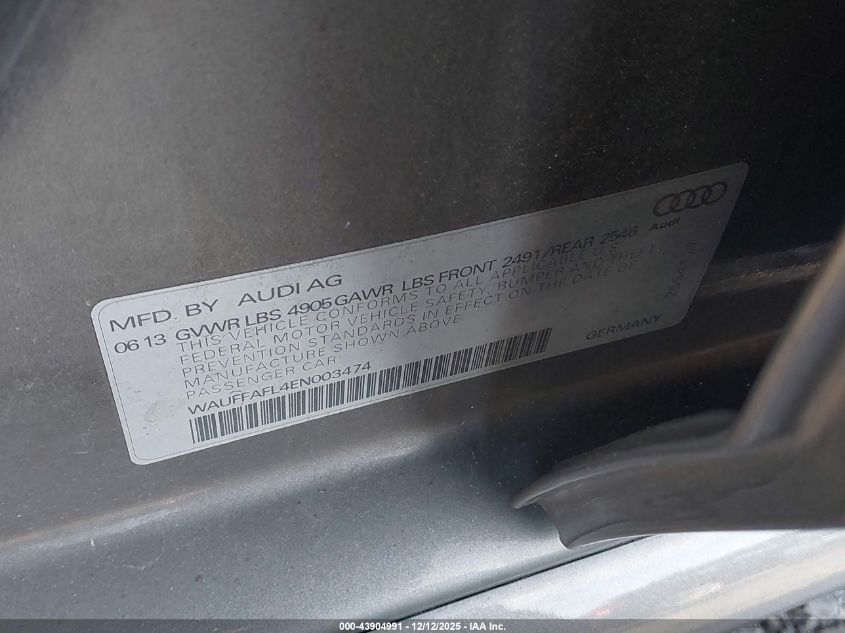 Audi
MFD. BY AUDI AG
06 13 GVWR LBS 4905 GAWR LBS FRONT 2491/REAR 2546
THIS VEHICLE CONFORMS TO ALL APPLICABLE U.S.
FEDERAL MOTOR VEHICLE SAFETY, BUMPER AND THEFT
PREVENTION STANDARDS IN EFFECT ON THE DATE OF
MANUFACTURE SHOWN ABOVE.
PASSENGER CAR
WAUFFAFL4EN003474
GERMANY
000-43904991 - 12/12/2025 - IAA Inc.